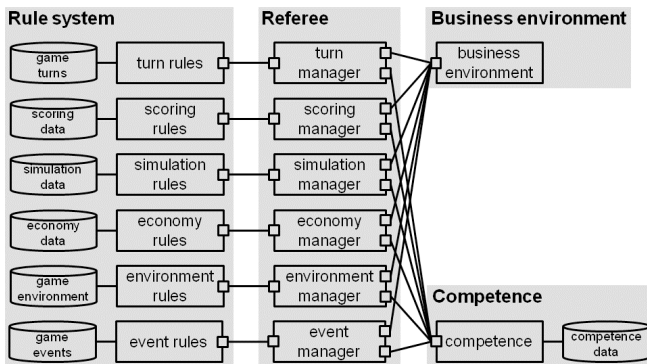 Rule system
Referee
Business environment
game
turns
turn rules
turn
manager
business
environment
scoring
data
scoring
rules
scoring
manager
simulation
data
simulation
rules
simulation
manager
economy
data
economy
rules
economy
manager
game
environment
environment
rules
environment
manager
Competence
game
events
event rules
event
manager
competence
competence
data